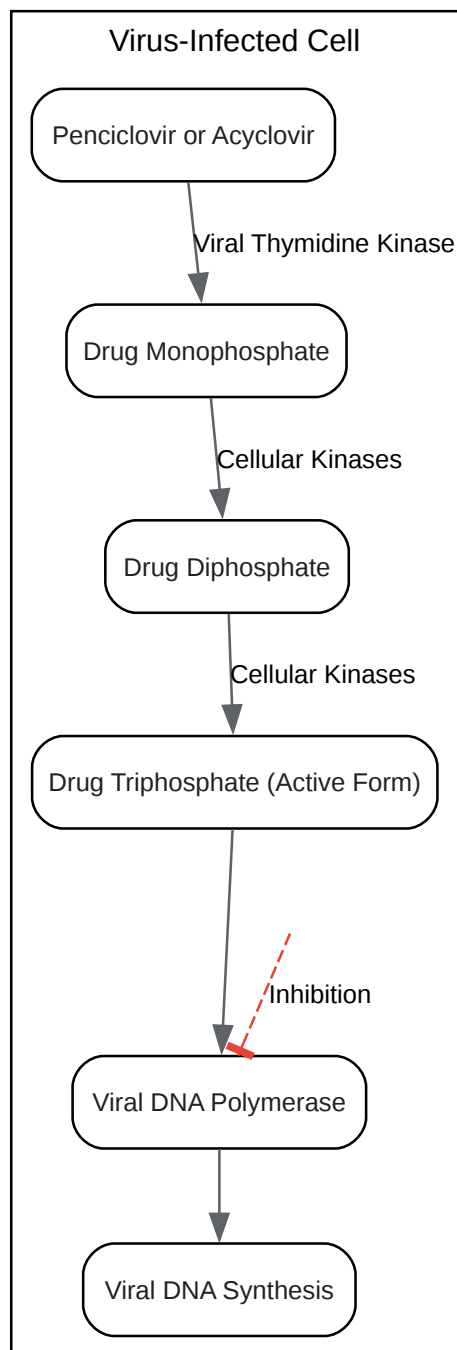 Virus-Infected Cell
Penciclovir or Acyclovir
Viral Thymidine Kinase
Drug Monophosphate
Cellular Kinases
Drug Diphosphate
Cellular Kinases
Drug Triphosphate (Active Form)
Inhibition
Viral DNA Polymerase
Viral DNA Synthesis